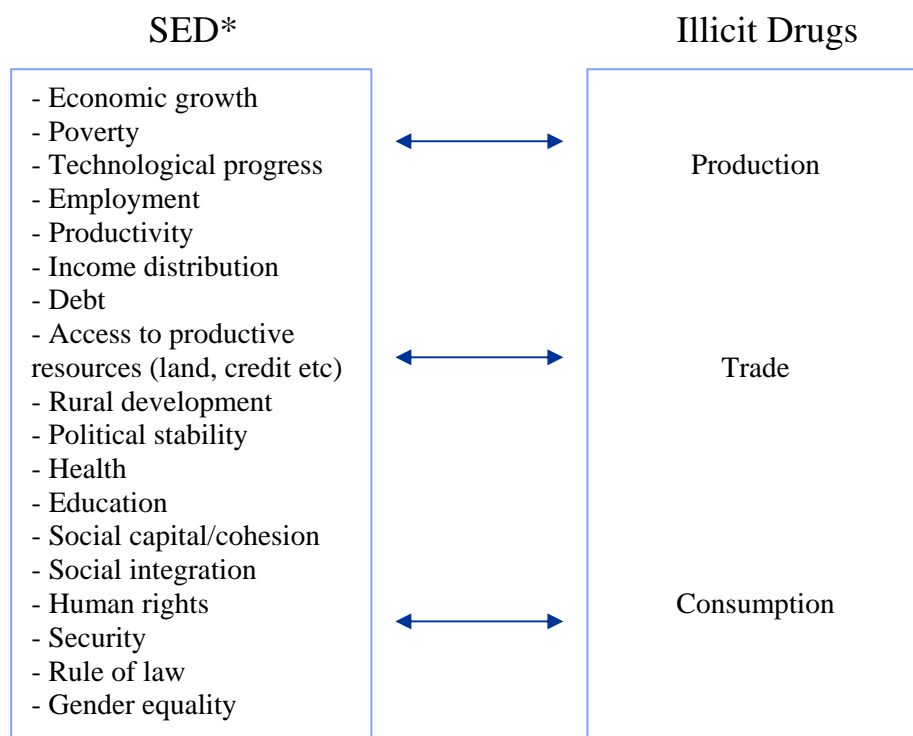 SED*
Illicit Drugs
- Economic growth
- Poverty
- Technological progress
- Employment
- Productivity
- Income distribution
- Debt
- Access to productive
resources (land, credit etc)
- Rural development
- Political stability
- Health
- Education
- Social capital/cohesion
- Social integration
- Human rights
- Security
- Rule of law
- Gender equality
Production
Trade
Consumption